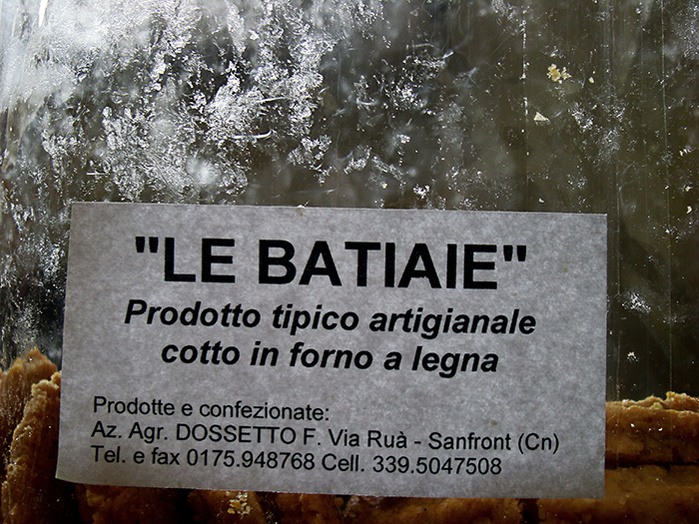 "LE BATIAIE"
Prodotto tipico artigianale
cotto in forno a legna
Prodotte e confezionate:
Az. Agr. DOSSETTO F. Via Ruà - Sanfront (Cn)
Tel. e fax 0175.948768 Cell. 339.5047508